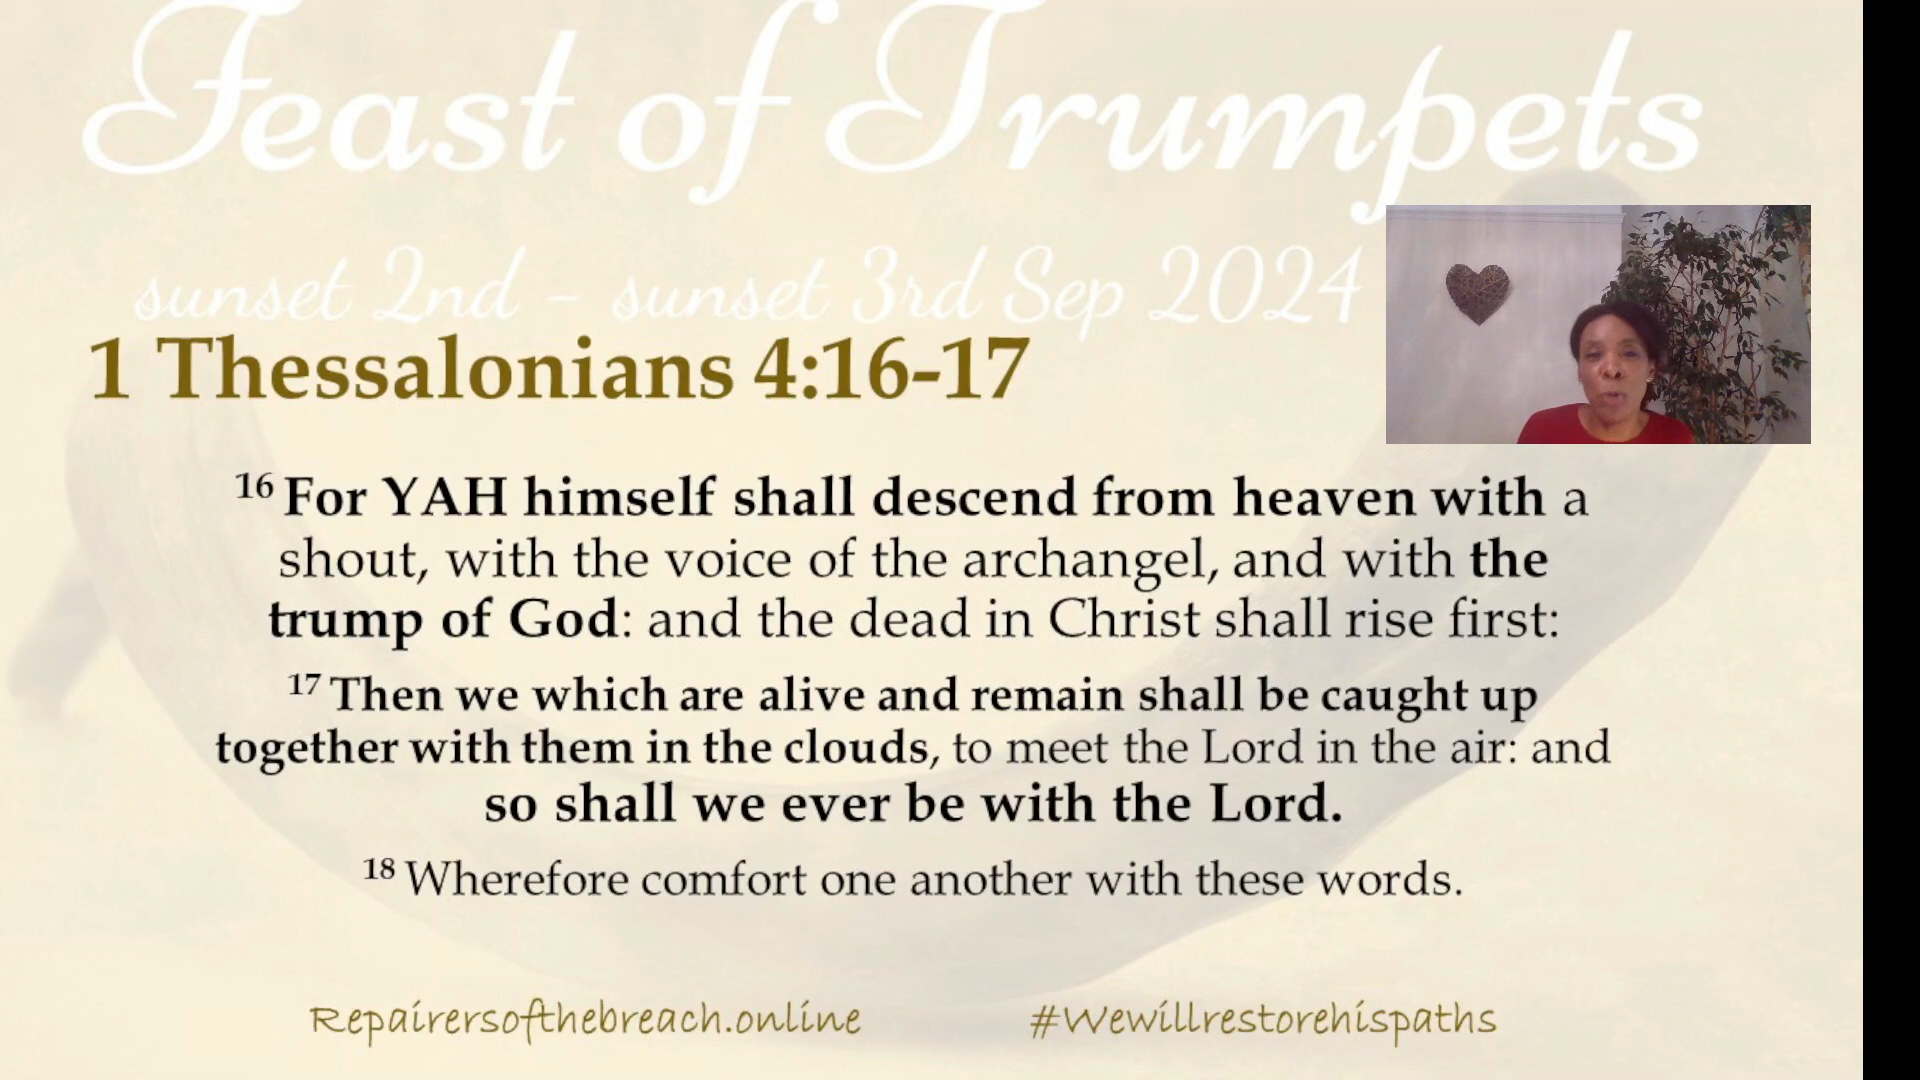 Feast of Trumpets
sunset 2nd – sunset 3rd Sep 2024
1 Thessalonians 4:16-17
16 For YAH himself shall descend from heaven with a
shout, with the voice of the archangel, and with the
trump of God: and the dead in Christ shall rise first:
17 Then we which are alive and remain shall be caught up
together with them in the clouds, to meet the Lord in the air: and
so shall we ever be with the Lord.
18 Wherefore comfort one another with these words.
Repairersofthebreach.online
#Wewillrestorehispaths